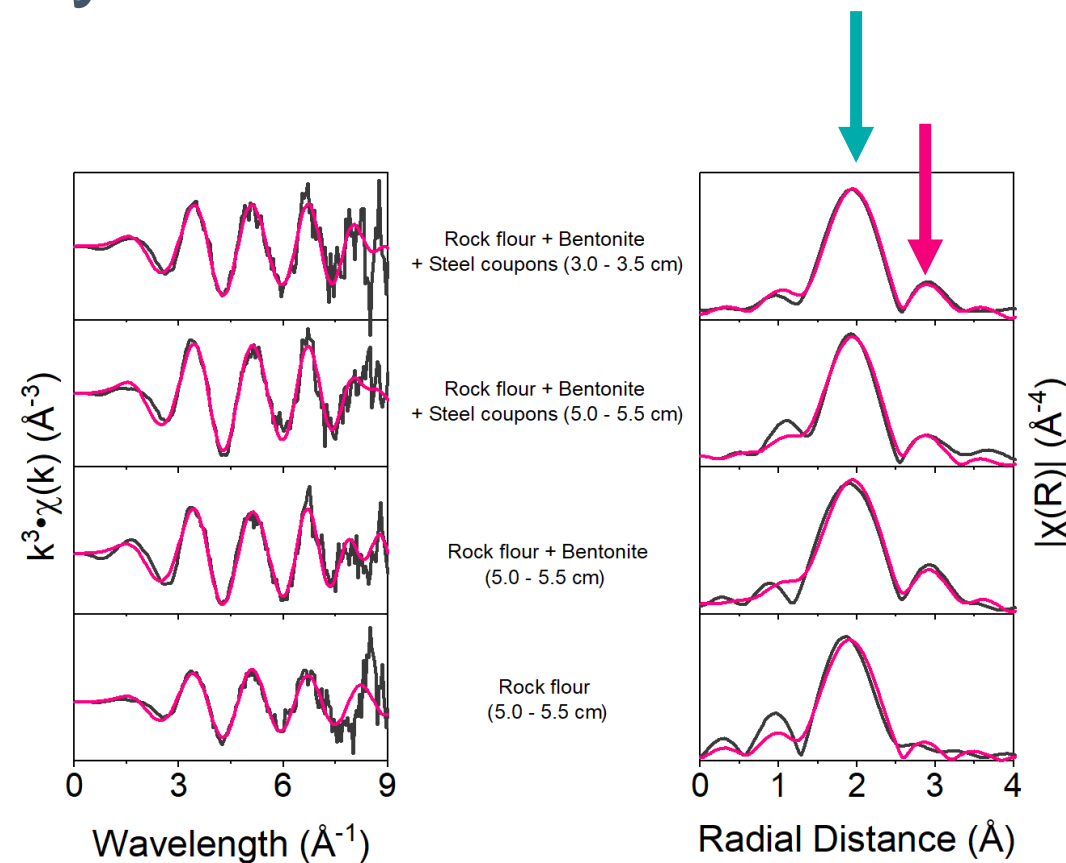 k³•χ(k) (Å⁻³)
Rock flour + Bentonite
+ Steel coupons (3.0 - 3.5 cm)
Rock flour + Bentonite
+ Steel coupons (5.0 - 5.5 cm)
Rock flour + Bentonite
(5.0 - 5.5 cm)
Rock flour
(5.0 - 5.5 cm)
|χ(R)| (Å⁻⁴)
0 3 6 9
0 1 2 3 4
Wavelength (Å⁻¹)
Radial Distance (Å)